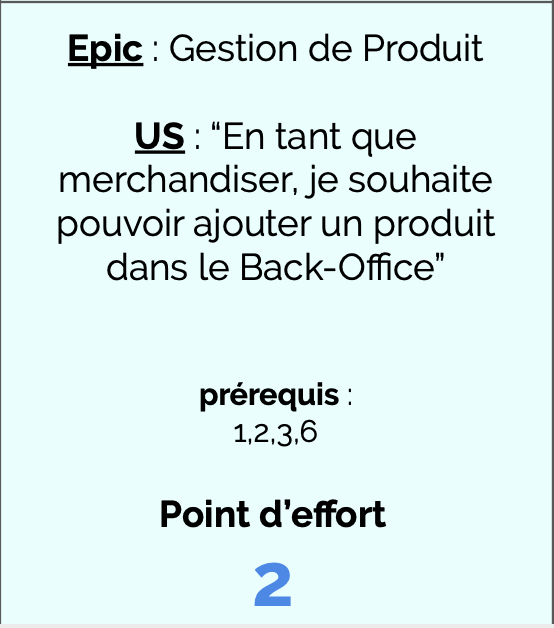 Epic : Gestion de Produit
US : “En tant que
merchandiser, je souhaite
pouvoir ajouter un produit
dans le Back-Office”
prérequis :
1,2,3,6
Point d’effort
2